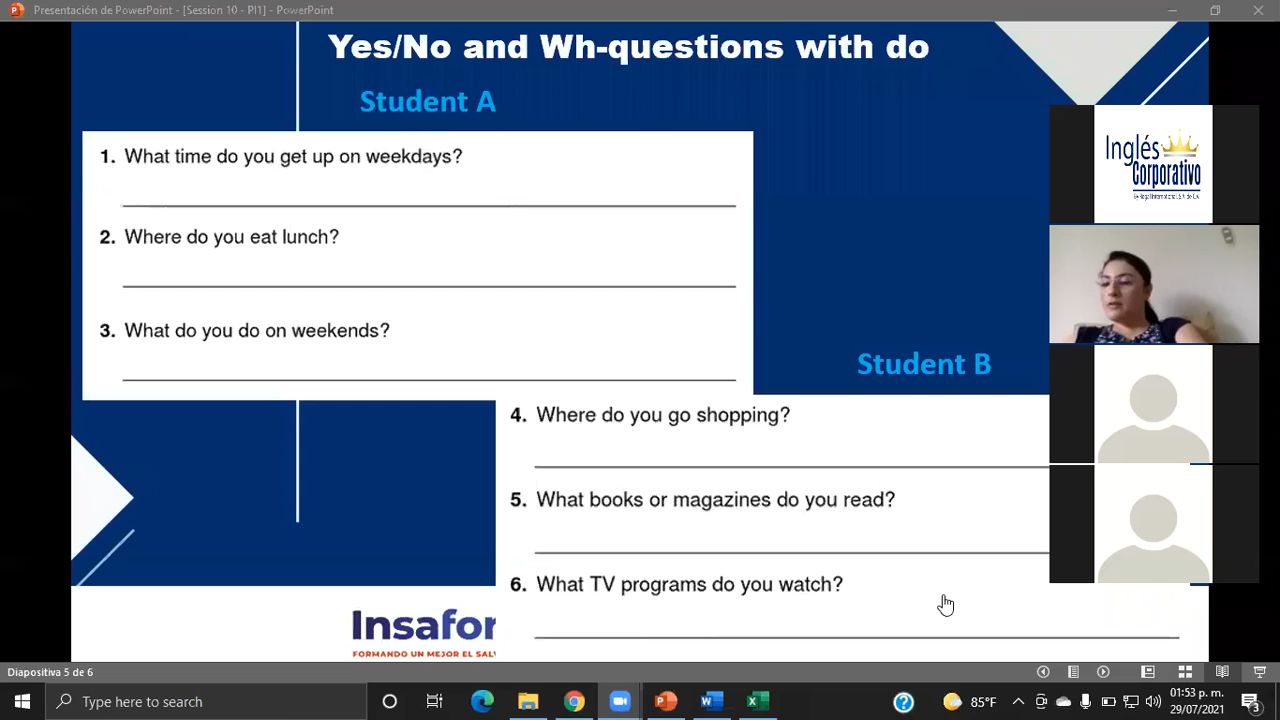 Presentación de PowerPoint - [Session 10 - PI1] - PowerPoint
Yes/No and Wh-questions with do
Student A
1. What time do you get up on weekdays?
2. Where do you eat lunch?
3. What do you do on weekends?
Student B
4. Where do you go shopping?
5. What books or magazines do you read?
6. What TV programs do you watch?
Inglés
Corporativo
Insafor
FORMANDO UN MEJOR EL SAL
Diapositiva 5 de 6
Type here to search
85°F
01:53 p. m.
29/07/2021
3